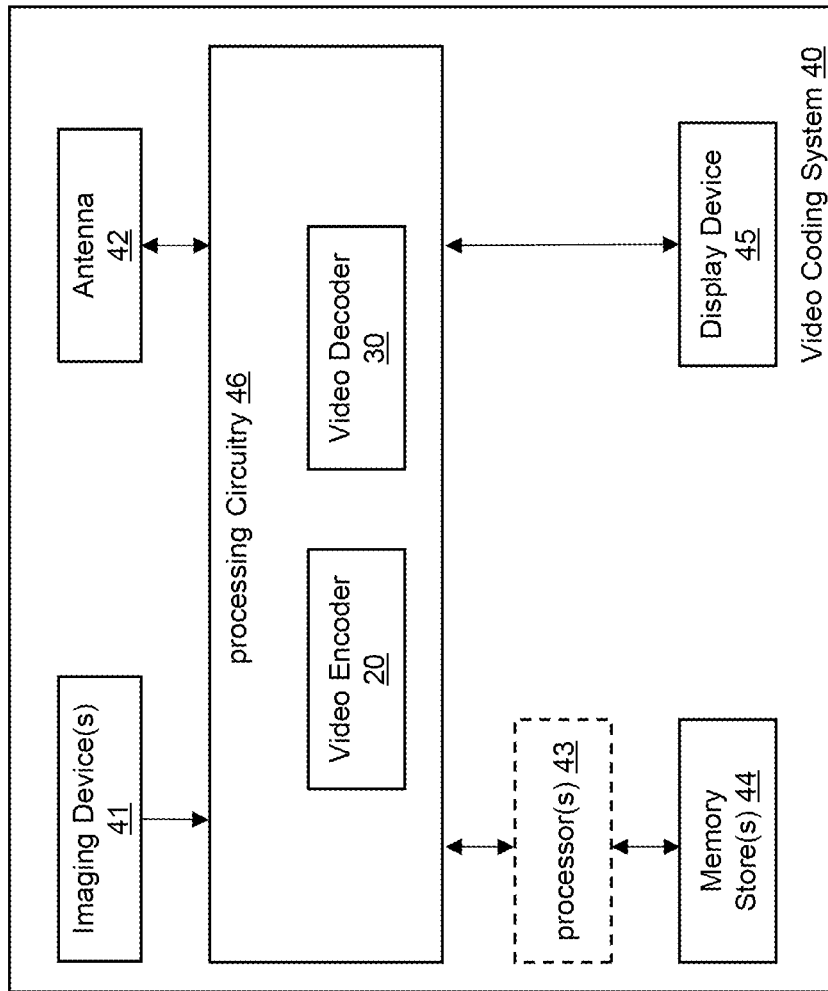 Imaging Device(s)
41
Antenna
42
processing Circuitry 46
Video Encoder
20
Video Decoder
30
processor(s) 43
Memory
Store(s) 44
Display Device
45
Video Coding System 40